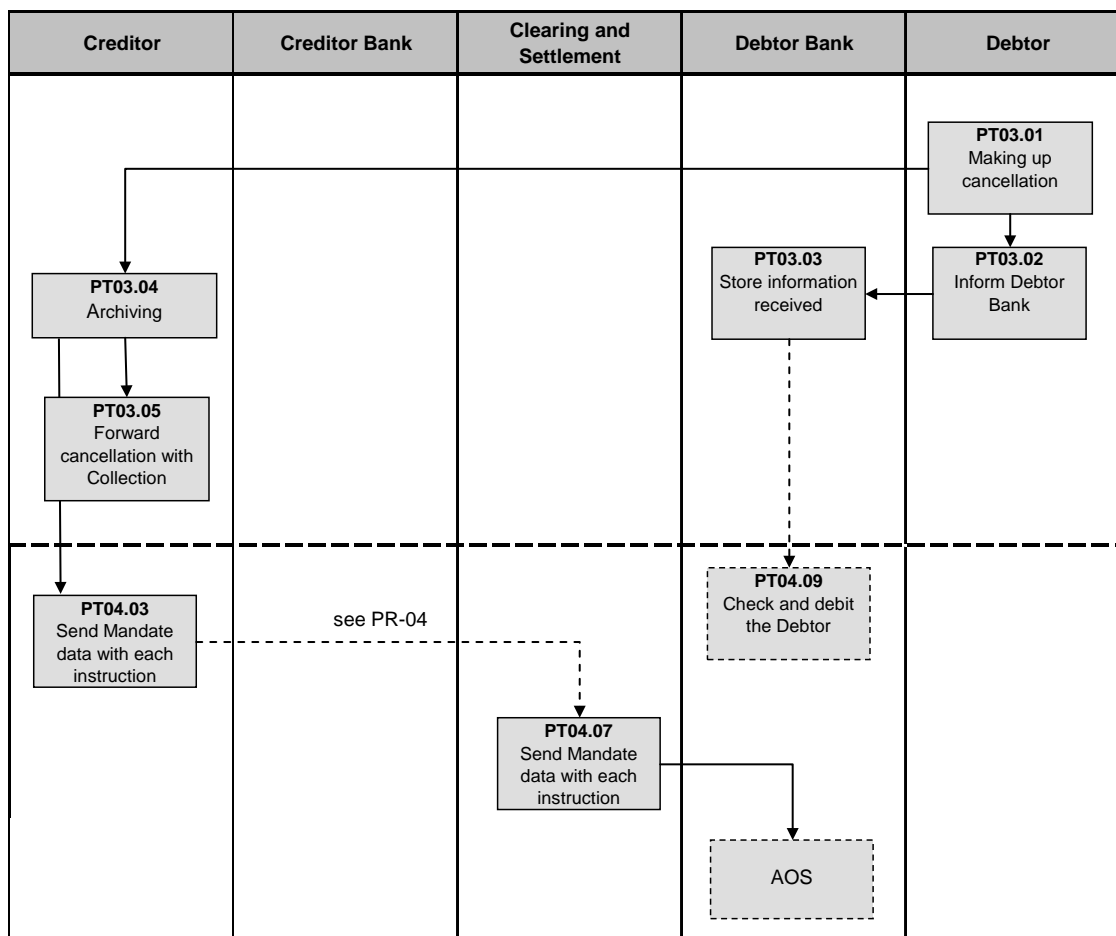 Creditor
Creditor Bank
Clearing and
Settlement
Debtor Bank
Debtor
PT03.01
Making up
cancellation
PT03.04
Archiving
PT03.03
Store information
received
PT03.02
Inform Debtor
Bank
PT03.05
Forward
cancellation with
Collection
PT04.03
Send Mandate
data with each
instruction
see PR-04
PT04.09
Check and debit
the Debtor
PT04.07
Send Mandate
data with each
instruction
AOS